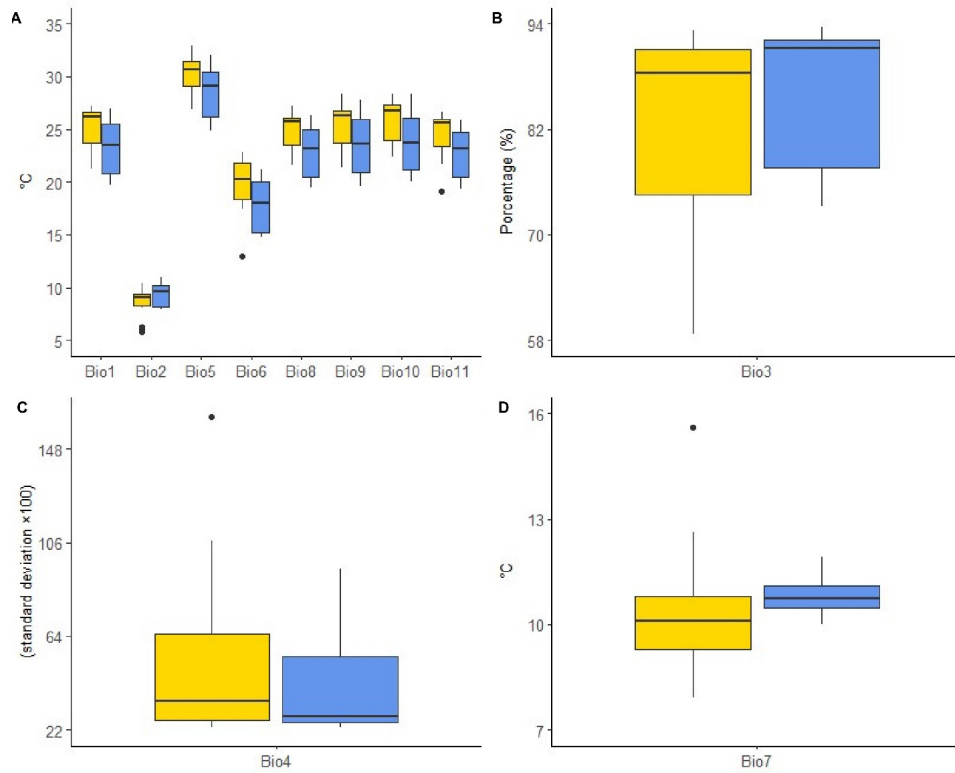 A
35
30
25
20
15
10
5
°C
Bio1 Bio2 Bio5 Bio6 Bio8 Bio9 Bio10 Bio11
B
94
82
70
58
Porcentage (%)
Bio3
C
148
106
64
22
(standard deviation ×100)
Bio4
D
16
13
10
7
°C
Bio7